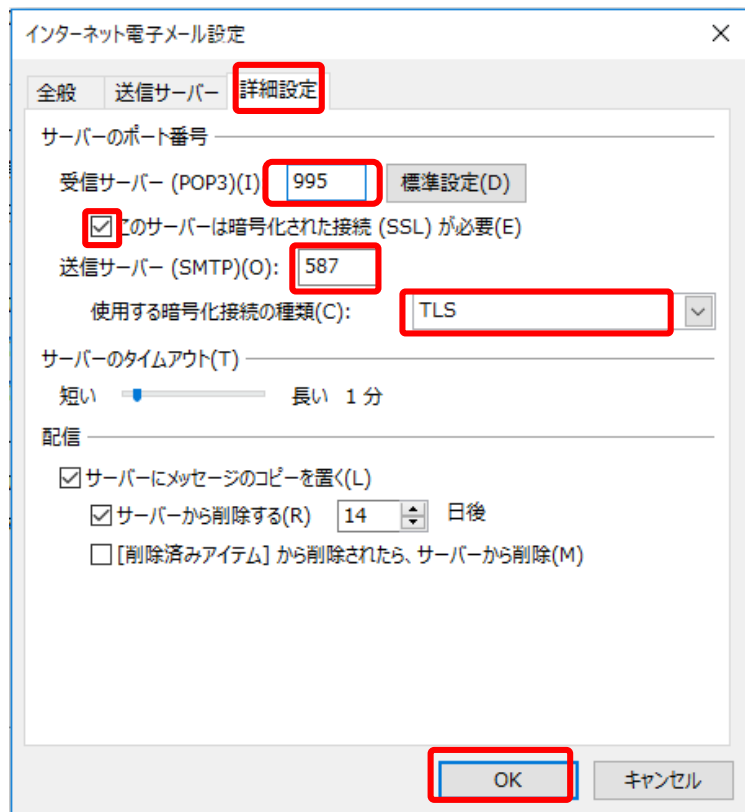 インターネット電子メール設定
全般 送信サーバー 詳細設定
サーバーのポート番号
受信サーバー (POP3)(I) 995 標準設定(D)
このサーバーは暗号化された接続 (SSL) が必要(E)
送信サーバー (SMTP)(O): 587
使用する暗号化接続の種類(C): TLS
サーバーのタイムアウト(T)
短い 長い 1 分
配信
サーバーにメッセージのコピーを置く(L)
サーバーから削除する(R) 14 日後
[削除済みアイテム] から削除されたら、サーバーから削除(M)
OK キャンセル